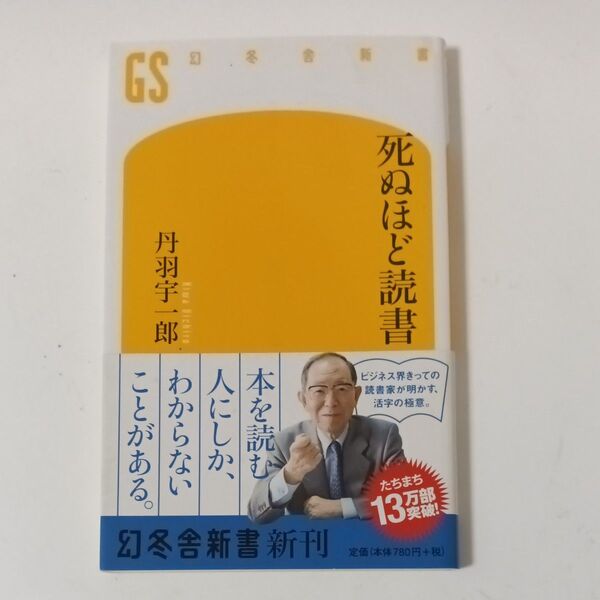 GS 幻冬舎新書
死ぬほど読書
丹羽宇一郎
Niwa Uichiro
本を読む
人にしか、
わからない
ことがある。
ビジネス界きっての
読書家が明かす、
活字の極意。
たちまち
13万部
突破!
幻冬舎新書 新刊
定価(本体780円+税)